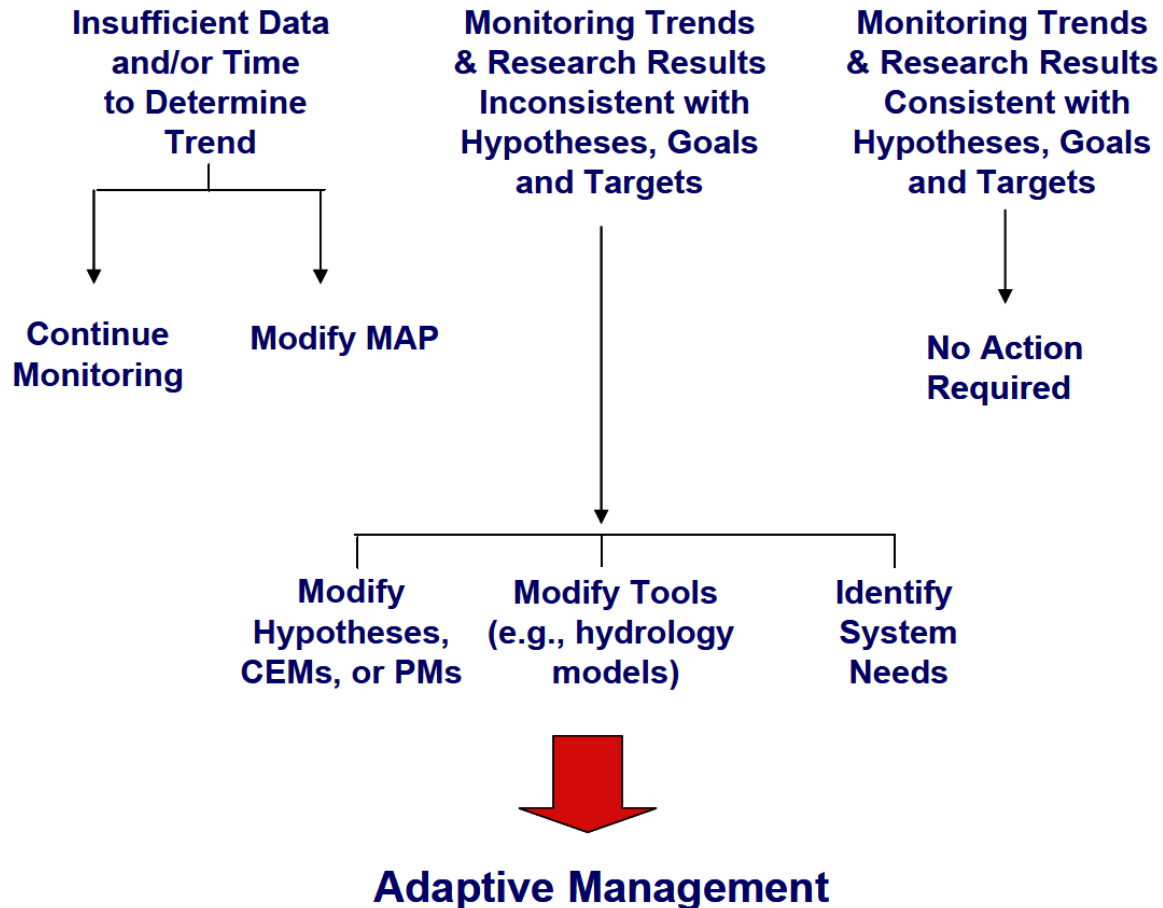 Insufficient Data
and/or Time
to Determine
Trend
Monitoring Trends
& Research Results
Inconsistent with
Hypotheses, Goals
and Targets
Monitoring Trends
& Research Results
Consistent with
Hypotheses, Goals
and Targets
Continue
Monitoring
Modify MAP
No Action
Required
Modify
Hypotheses,
CEMs, or PMs
Modify Tools
(e.g., hydrology
models)
Identify
System
Needs
Adaptive Management